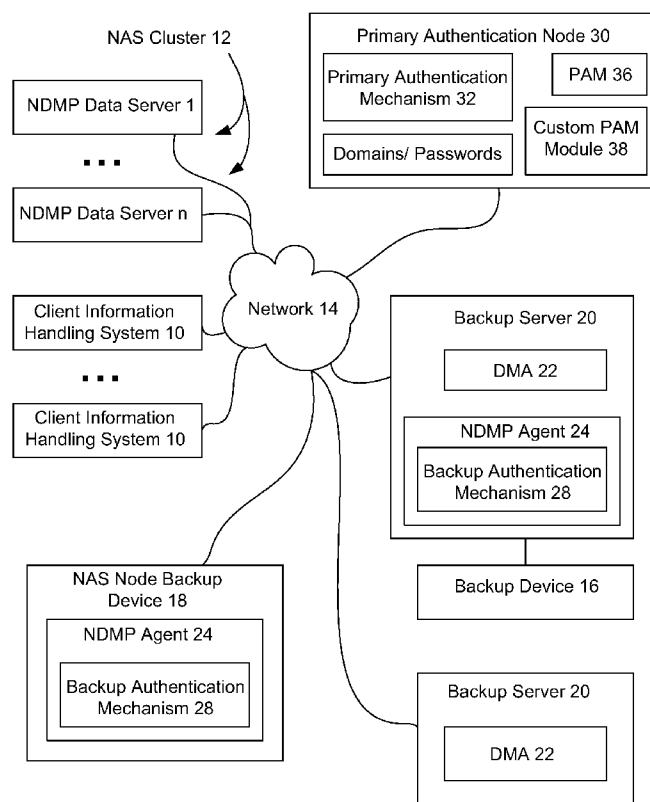 NAS Cluster 12
NDMP Data Server 1
NDMP Data Server n
Primary Authentication Node 30
Primary Authentication
Mechanism 32
PAM 36
Domains/ Passwords
Custom PAM
Module 38
Network 14
Client Information
Handling System 10
Client Information
Handling System 10
Backup Server 20
DMA 22
NDMP Agent 24
Backup Authentication
Mechanism 28
Backup Device 16
NAS Node Backup
Device 18
NDMP Agent 24
Backup Authentication
Mechanism 28
Backup Server 20
DMA 22